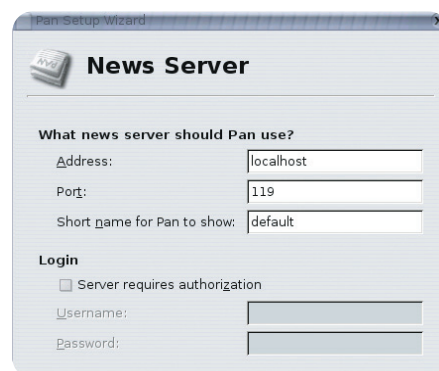 Pan Setup Wizard
PAN
News Server
What news server should Pan use?
Address: localhost
Port: 119
Short name for Pan to show: default
Login
Server requires authorization
Username:
Password: